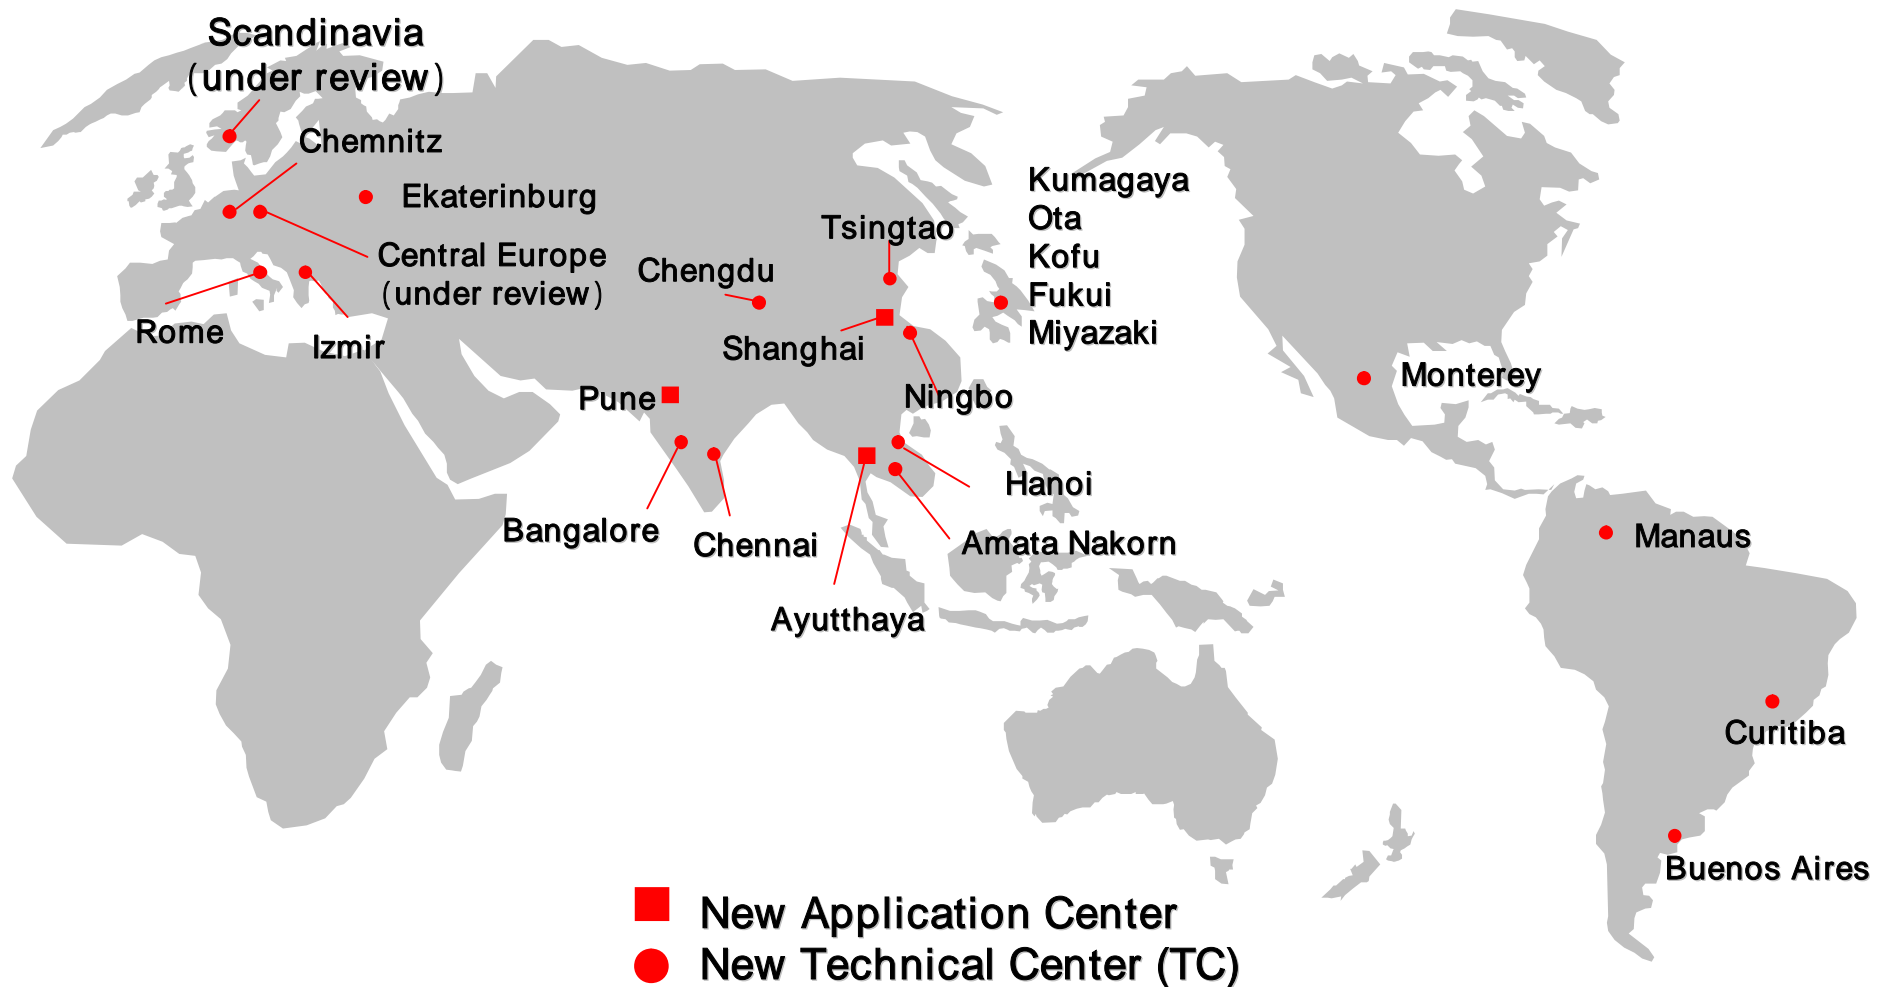 Scandinavia
(under review)
Chemnitz
Ekaterinburg
Central Europe
(under review)
Rome
Izmir
Tsingtao
Chengdu
Shanghai
Ningbo
Kumagaya
Ota
Kofu
Fukui
Miyazaki
Pune
Bangalore
Chennai
Hanoi
Amata Nakorn
Ayutthaya
Monterey
Manaus
Curitiba
Buenos Aires
New Application Center
New Technical Center (TC)